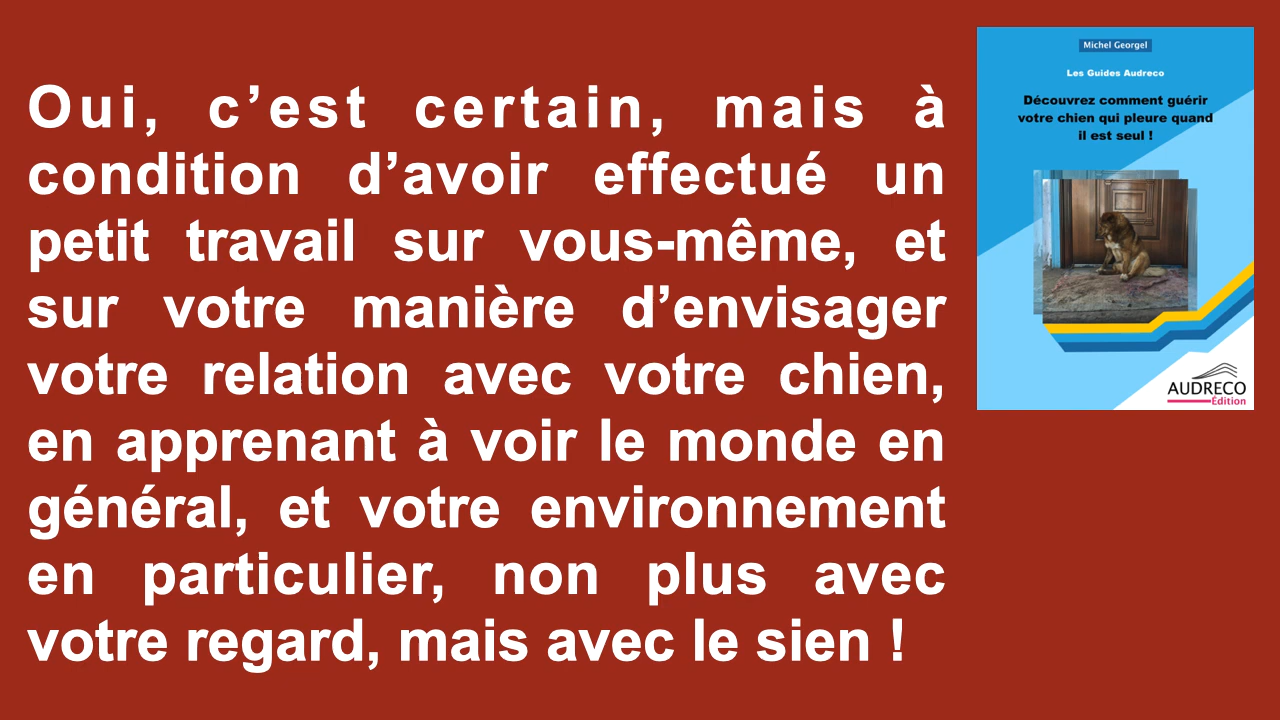 Oui, c’est certain, mais à
condition d’avoir effectué un
petit travail sur vous-même, et
sur votre manière d’envisager
votre relation avec votre chien,
en apprenant à voir le monde en
général, et votre environnement
en particulier, non plus avec
votre regard, mais avec le sien !
Michel Georgel
Les Guides Audreco
Découvrez comment guérir
votre chien qui pleure quand
il est seul !
AUDRECO
Édition